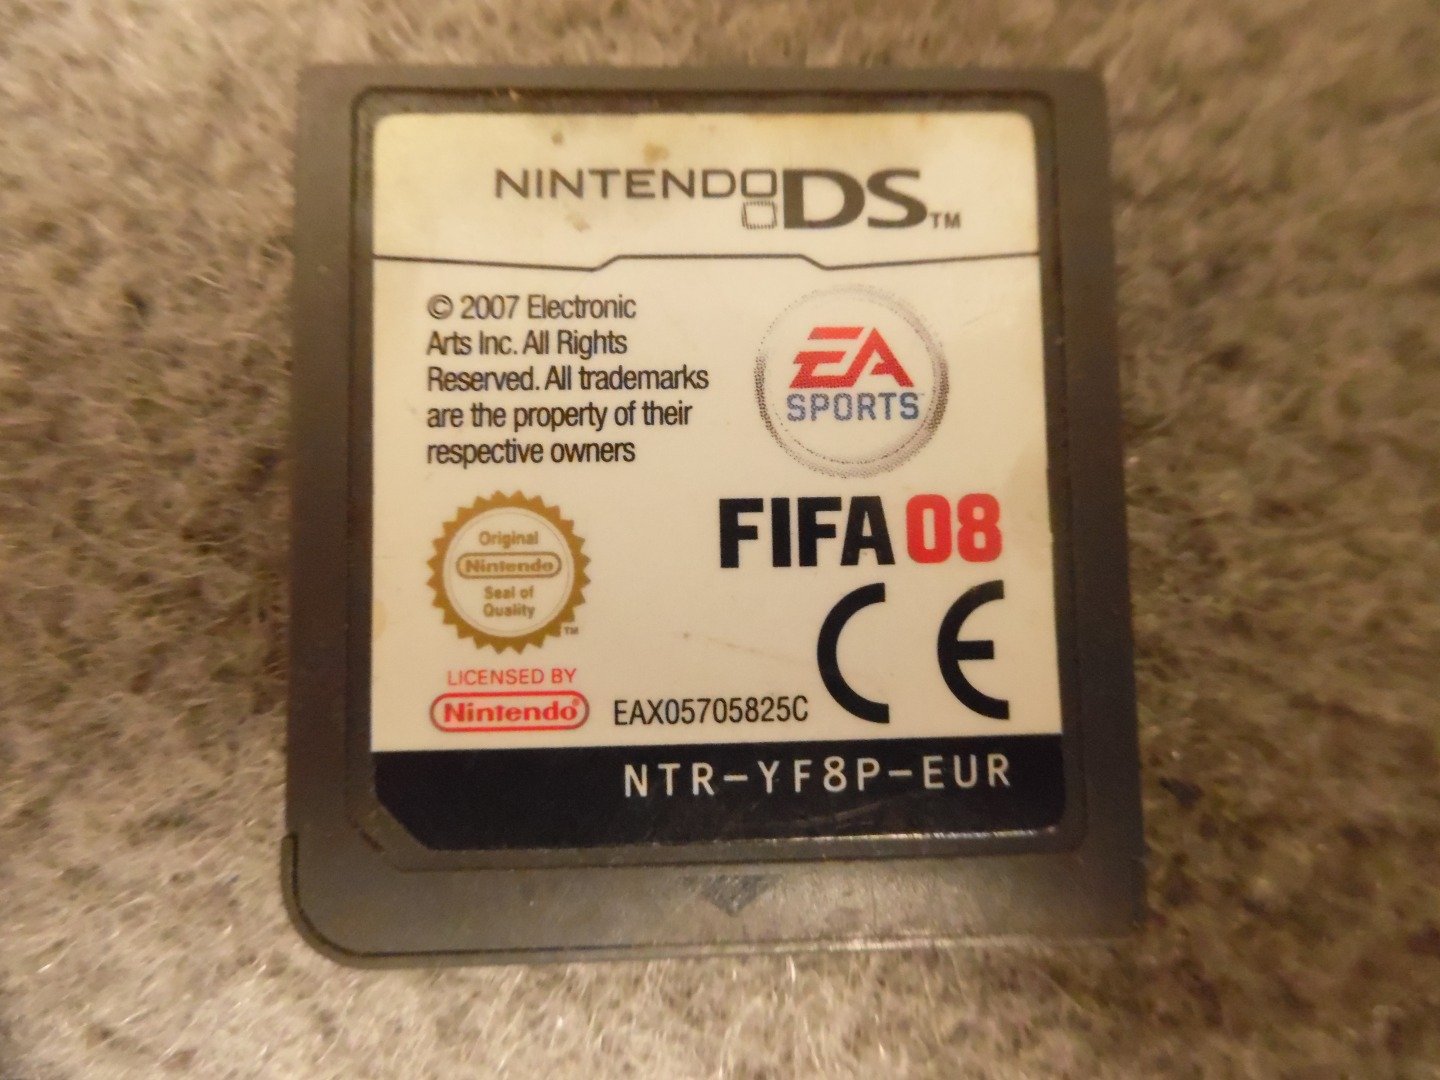 NINTENDO DS™
© 2007 Electronic
Arts Inc. All Rights
Reserved. All trademarks
are the property of their
respective owners
EA
SPORTS
FIFA 08
Original
Nintendo
Seal of
Quality
™
LICENSED BY
Nintendo®
EAX05705825C
CE
NTR-YF8P-EUR